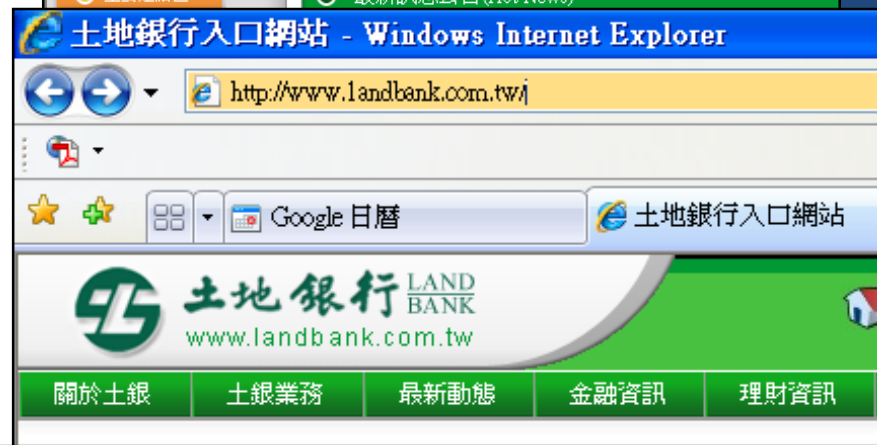 土地銀行入口網站 - Windows Internet Explorer
http://www.1andbank.com.tw/
Google 日曆
土地銀行入口網站
土地銀行 LAND BANK
www.landbank.com.tw
關於土銀 土銀業務 最新動態 金融資訊 理財資訊